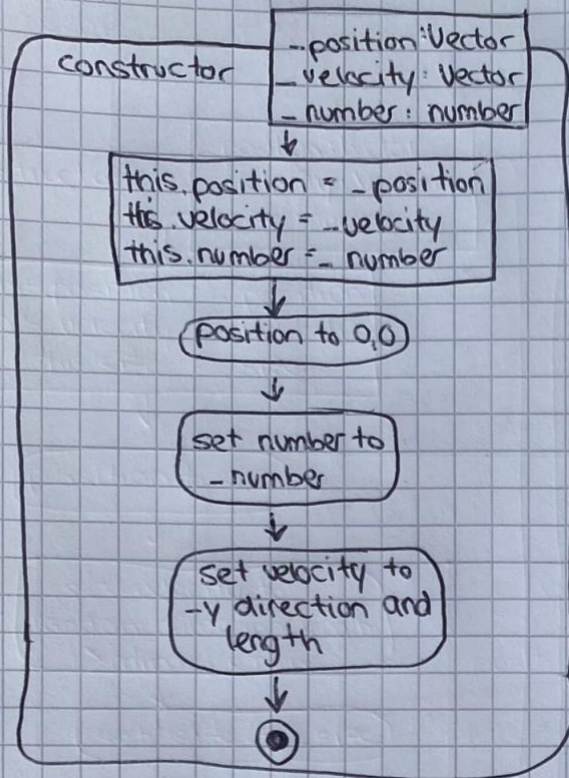 constructor
_position:Vector
_velocity: Vector
_number: number
this.position = _position
this.velocity = _velocity
this.number = _number
position to 0,0
set number to
_number
set velocity to
-y direction and
length